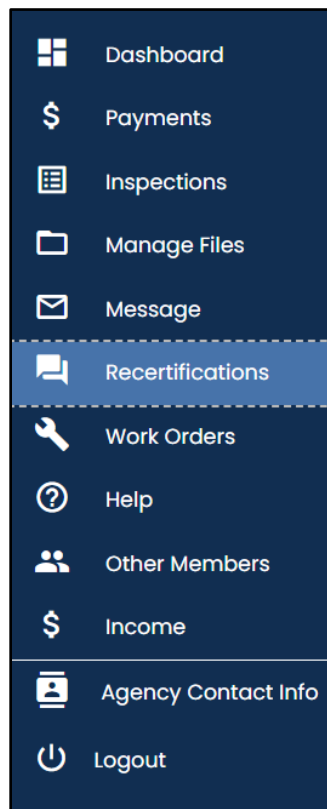 Dashboard
Payments
Inspections
Manage Files
Message
Recertifications
Work Orders
Help
Other Members
Income
Agency Contact Info
Logout